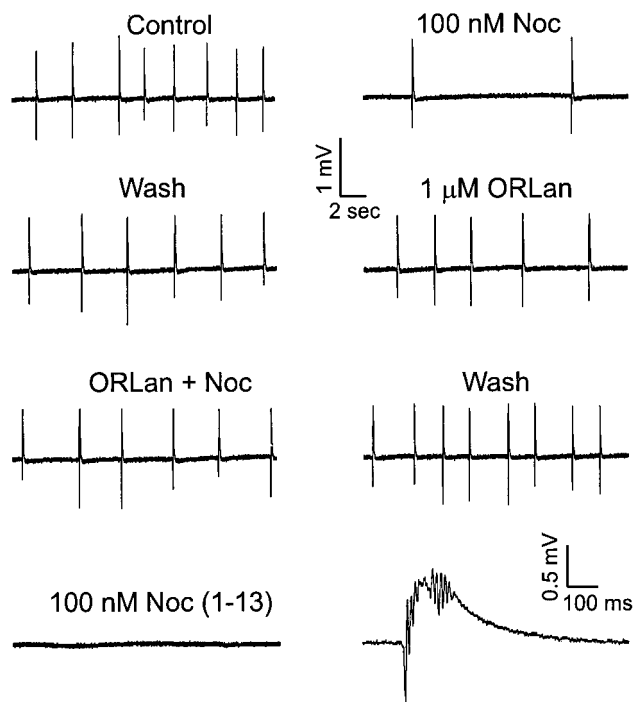 Control
100 nM Noc
1 mV
2 sec
Wash
1 μM ORLan
ORLan + Noc
Wash
100 nM Noc (1-13)
0.5 mV
100 ms